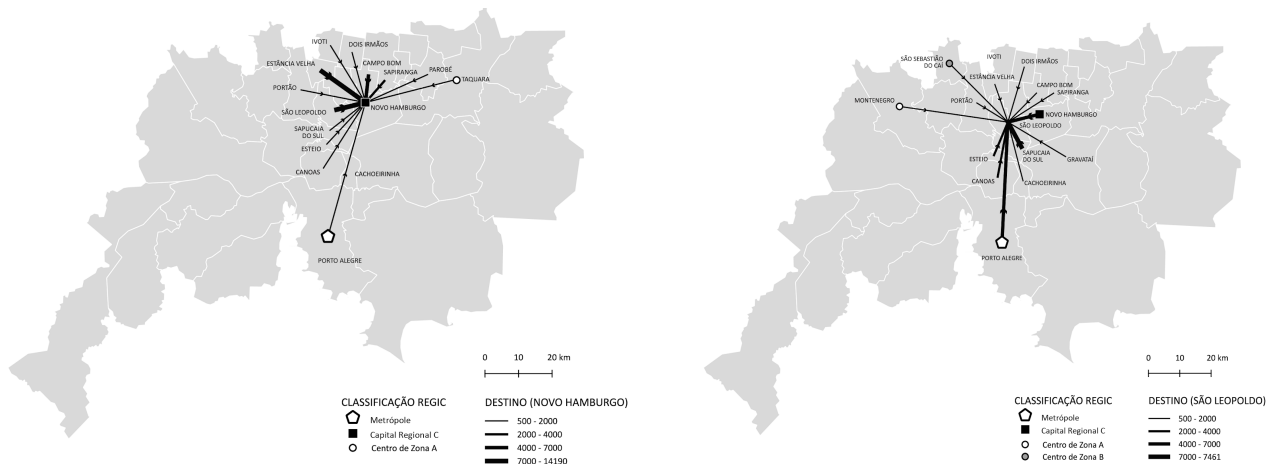 IVOTI
DOIS IRMÃOS
ESTÂNCIA VELHA
CAMPO BOM
PAROBÉ
SAPIRANGA
TAQUARA
PORTÃO
NOVO HAMBURGO
SÃO LEOPOLDO
SAPUCAIA
DO SUL
ESTEIO
CANOAS
CACHOEIRINHA
PORTO ALEGRE
0 10 20 km
CLASSIFICAÇÃO REGIC
Metrópole
Capital Regional C
Centro de Zona A
DESTINO (NOVO HAMBURGO)
500 - 2000
2000 - 4000
4000 - 7000
7000 - 14190
SÃO SEBASTIÃO
DO CAÍ
IVOTI
DOIS IRMÃOS
ESTÂNCIA VELHA
CAMPO BOM
SAPIRANGA
MONTENEGRO
PORTÃO
NOVO HAMBURGO
SÃO LEOPOLDO
SAPUCAIA
DO SUL
ESTEIO
GRAVATAÍ
CANOAS
CACHOEIRINHA
PORTO ALEGRE
0 10 20 km
CLASSIFICAÇÃO REGIC
Metrópole
Capital Regional C
Centro de Zona A
Centro de Zona B
DESTINO (SÃO LEOPOLDO)
500 - 2000
2000 - 4000
4000 - 7000
7000 - 7461